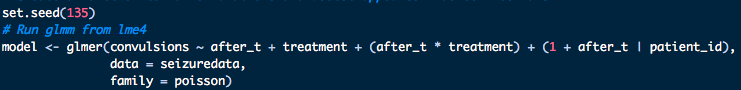 set.seed(135)
# Run glmm from lme4
model <- glmer(convulsions ~ after_t + treatment + (after_t * treatment) + (1 + after_t | patient_id),
data = seizuredata,
family = poisson)